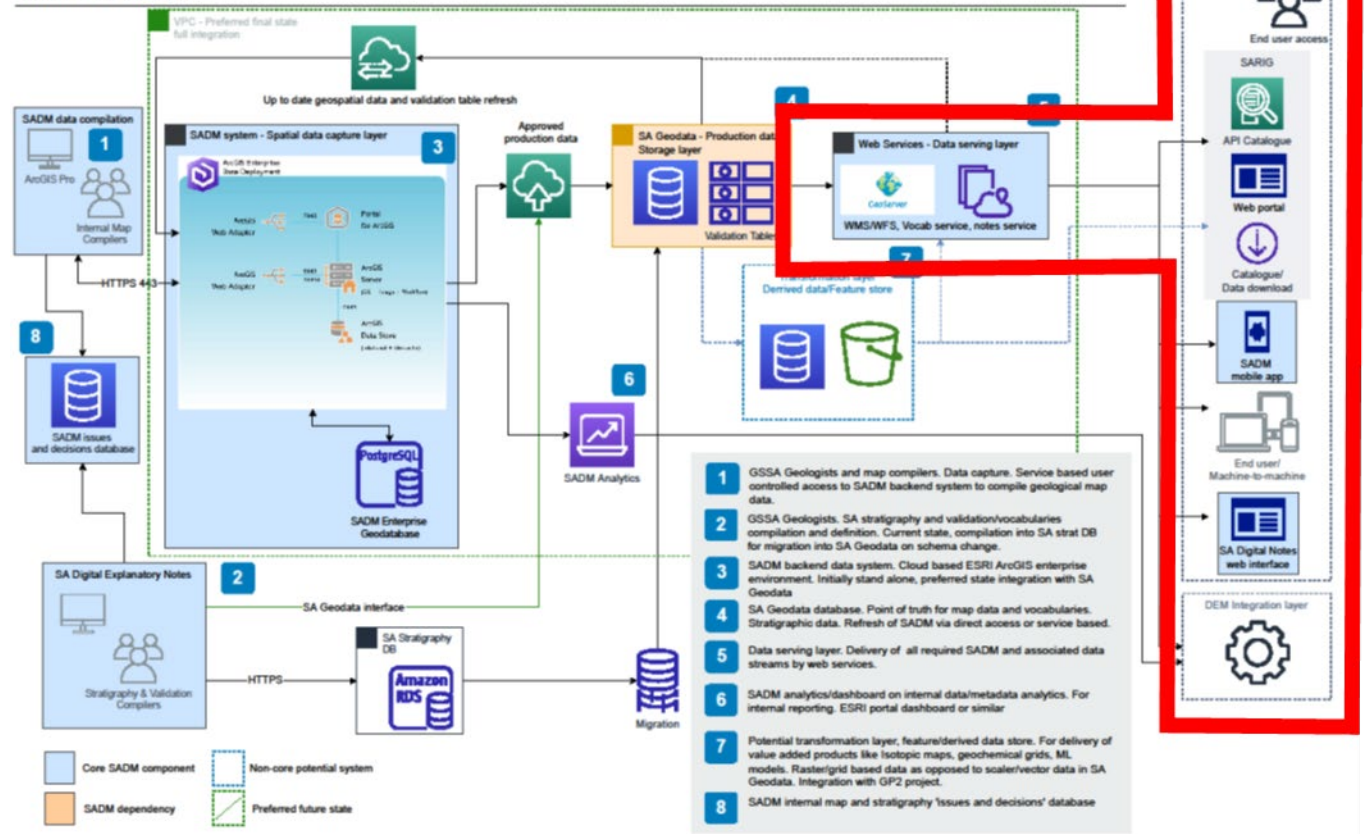 VPC - Preferred final state
full integration
End user access
SARIG
Up to date geospatial data and validation table refresh
SADM data compilation
1
ArcGIS Pro
Internal Map
Compilers
SADM system - Spatial data capture layer
3
ArcGIS Enterprise
Base Deployment
ArcGIS
Web Adaptor
Portal
for ArcGIS
ArcGIS
Web Adaptor
ArcGIS
Server
ArcGIS
Data Store
Approved
production data
4
SA Geodata - Production data
Storage layer
Validation Tables
Web Services - Data serving layer
GeoServer
WMS/WFS, Vocab service, notes service
API Catalogue
Web portal
Catalogue/
Data download
HTTPS 443
7
Transformation layer
Derrived data/Feature store
8
SADM issues
and decisions database
6
SADM Analytics
PostgreSQL
SADM Enterprise
Geodatabase
SADM
mobile app
End user/
Machine-to-machine
SA Digital Notes
web interface
DEM Integration layer
SA Digital Explanatory Notes
2
Stratigraphy & Validation
Compilers
SA Geodata interface
HTTPS
SA Stratigraphy
DB
Amazon
RDS
Migration
1 GSSA Geologists and map compilers. Data capture. Service based user
controlled access to SADM backend system to compile geological map
data.
2 GSSA Geologists. SA stratigraphy and validation/vocabularies
compilation and definition. Current state, compilation into SA strat DB
for migration into SA Geodata on schema change.
3 SADM backend data system. Cloud based ESRI ArcGIS enterprise
environment. Initially stand alone, preferred state integration with SA
Geodata
4 SA Geodata database. Point of truth for map data and vocabularies.
Stratigraphic data. Refresh of SADM via direct access or service based.
5 Data serving layer. Delivery of all required SADM and associated data
streams by web services.
6 SADM analytics/dashboard on internal data/metadata analytics. For
internal reporting. ESRI portal dashboard or similar
7 Potential transformation layer, feature/derived data store. For delivery of
value added products like Isotopic maps, geochemical grids, ML
models. Raster/grid based data as opposed to scaler/vector data in SA
Geodata. Integration with GP2 project.
8 SADM internal map and stratigraphy 'issues and decisions' database
Core SADM component
Non-core potential system
SADM dependency
Preferred future state